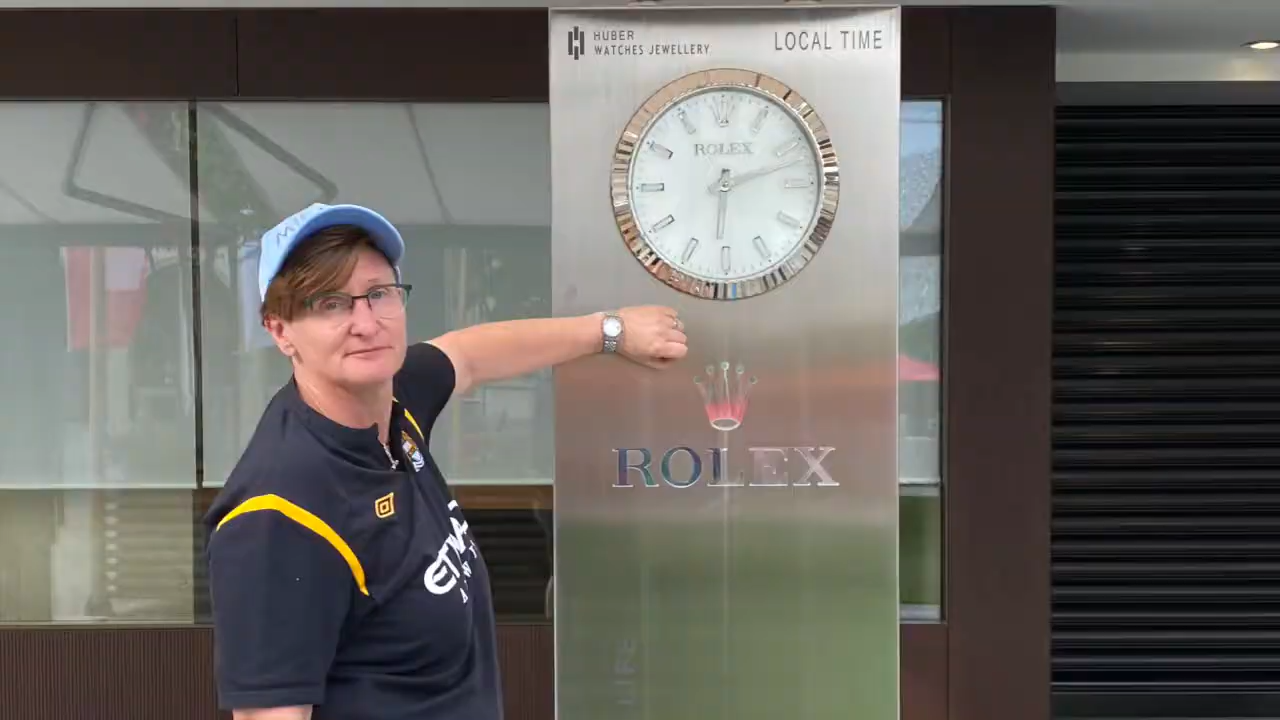 HUBER
WATCHES JEWELLERY
LOCAL TIME
ROLEX
ROLEX